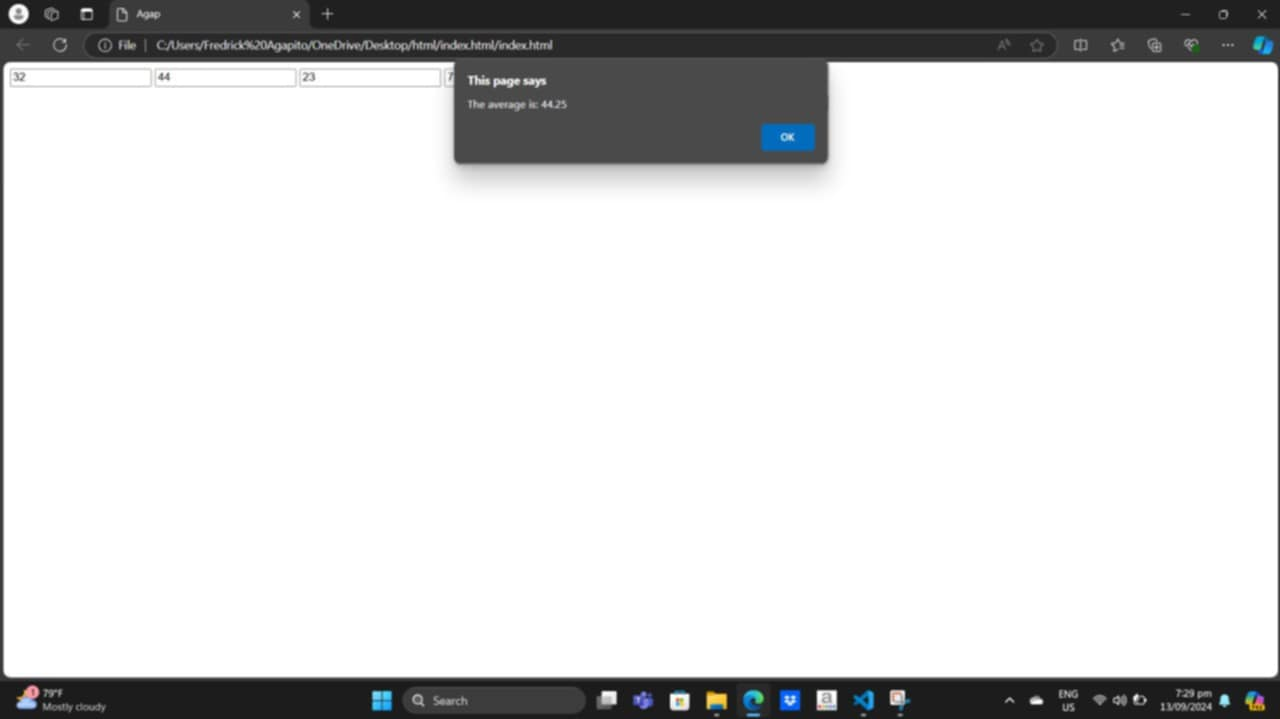 Agap
File
C:/Users/Fredrick%20Agapito/OneDrive/Desktop/html/index.html/index.html
32
44
23
7
This page says
The average is: 44.25
OK
1
79°F
Mostly cloudy
Search
ENG
US
7:29 pm
13/09/2024